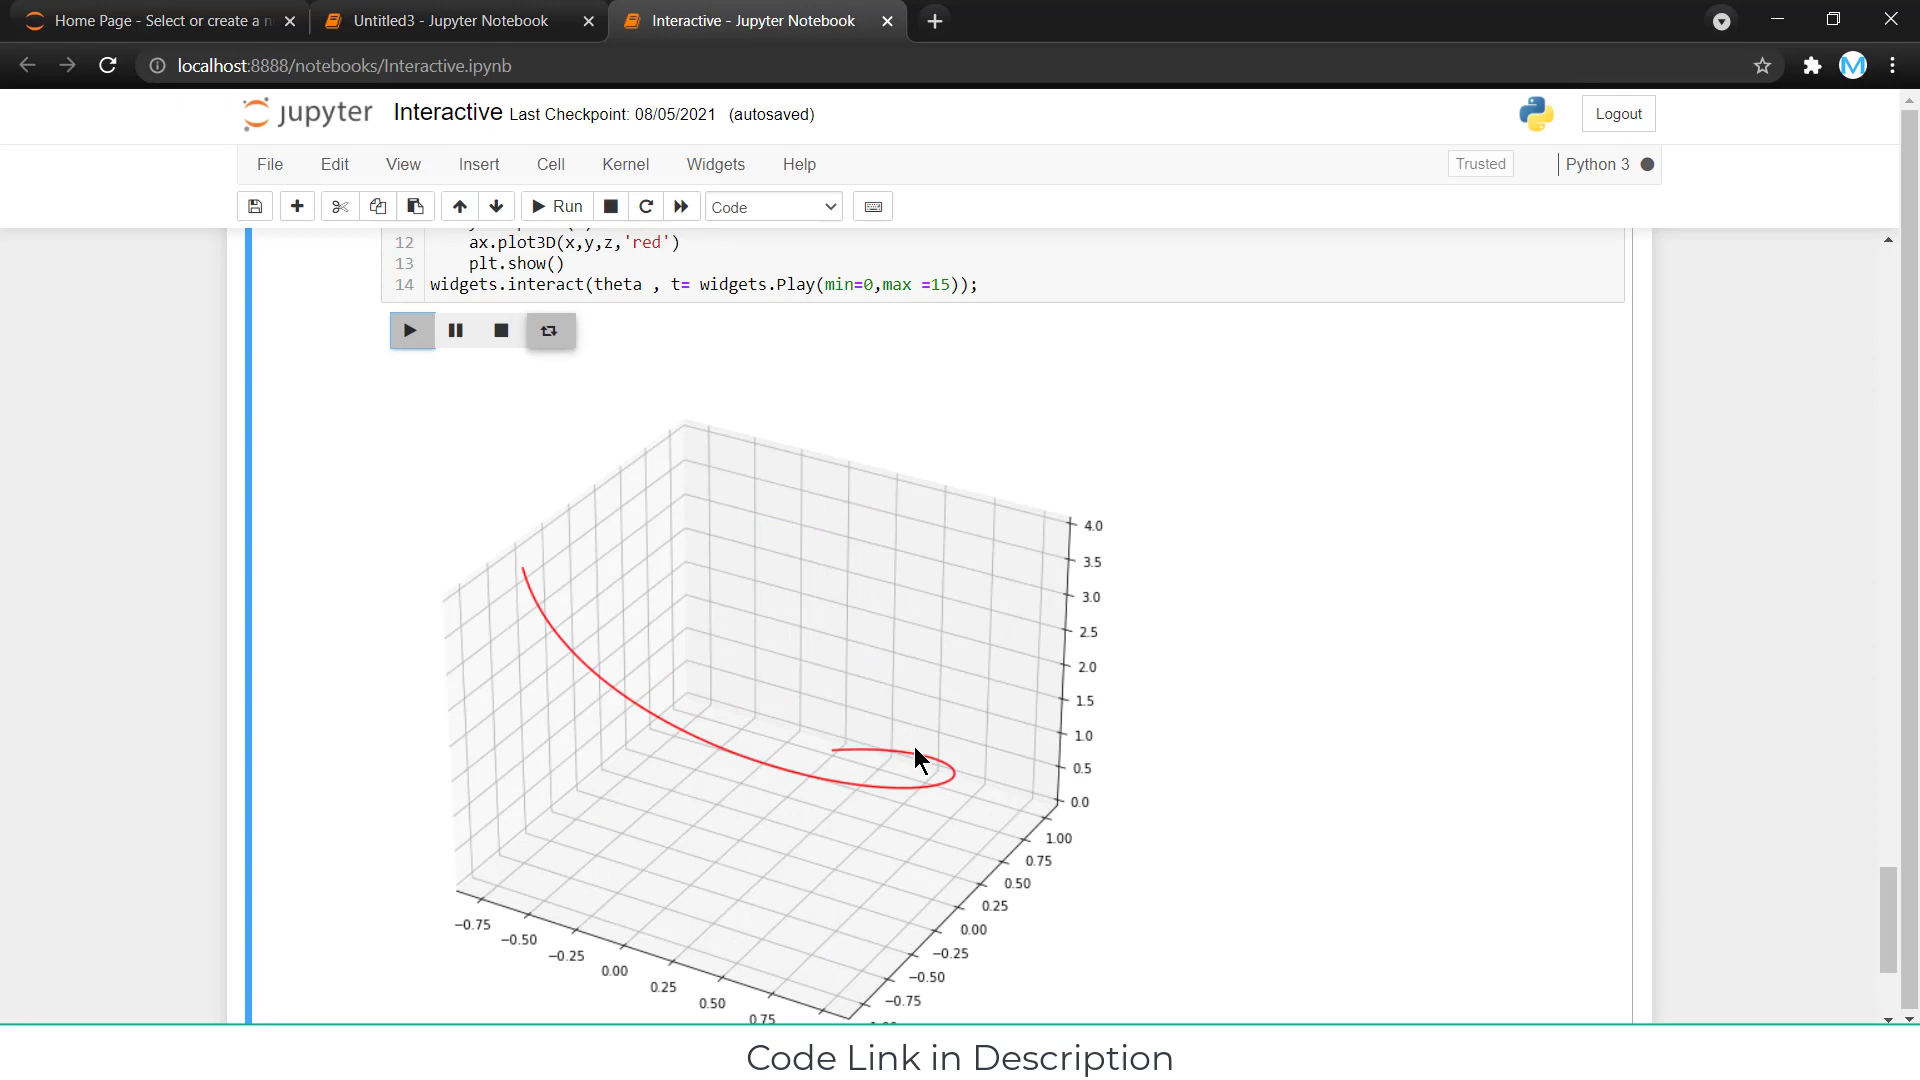 Home Page - Select or create a n
Untitled3 - Jupyter Notebook
Interactive - Jupyter Notebook
localhost:8888/notebooks/Interactive.ipynb
M
jupyter Interactive Last Checkpoint: 08/05/2021 (autosaved)
Logout
File Edit View Insert Cell Kernel Widgets Help
Trusted
Python 3
Run
Code
12 ax.plot3D(x,y,z,'red')
13 plt.show()
14 widgets.interact(theta , t= widgets.Play(min=0,max =15));
4.0
3.5
3.0
2.5
2.0
1.5
1.0
0.5
0.0
1.00
0.75
0.50
0.25
0.00
−0.25
−0.50
−0.75
−0.75
−0.50
−0.25
0.00
0.25
0.50
0.75
Code Link in Description